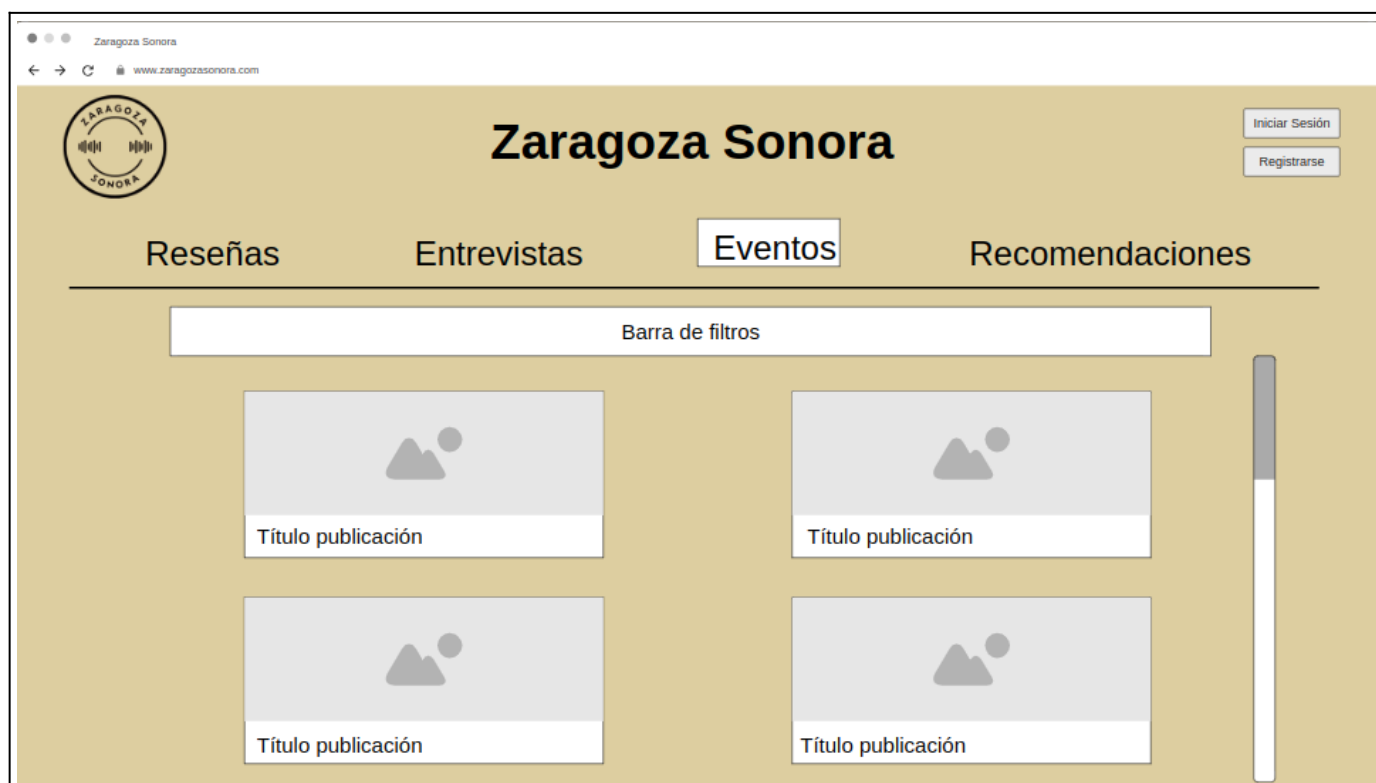 Zaragoza Sonora
www.zaragozasonora.com
ZARAGOZA
SONORA
Zaragoza Sonora
Iniciar Sesión
Registrarse
Reseñas Entrevistas Eventos Recomendaciones
Barra de filtros
Título publicación Título publicación
Título publicación Título publicación